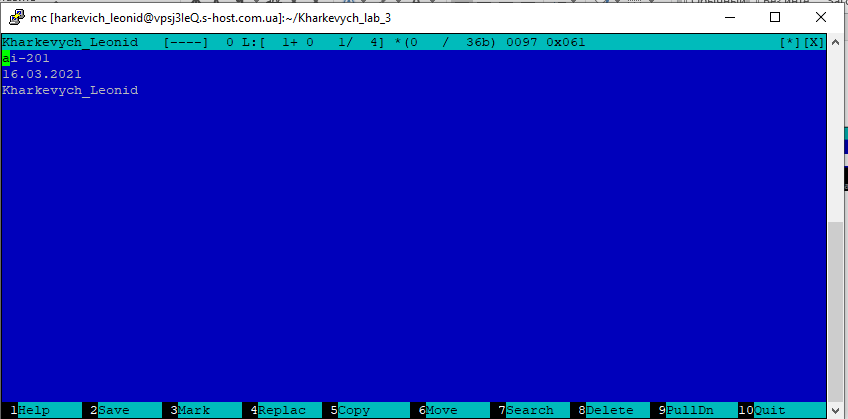 mc [harkevich_leonid@vpsj3IeQ.s-host.com.ua]:~/Kharkevych_lab_3
Kharkevych_Leonid [----] 0 L:[ 1+ 0 1/ 4] *(0 / 36b) 0097 0x061 [*][X]
ai-201
16.03.2021
Kharkevych_Leonid
1Help 2Save 3Mark 4Replac 5Copy 6Move 7Search 8Delete 9PullDn 10Quit